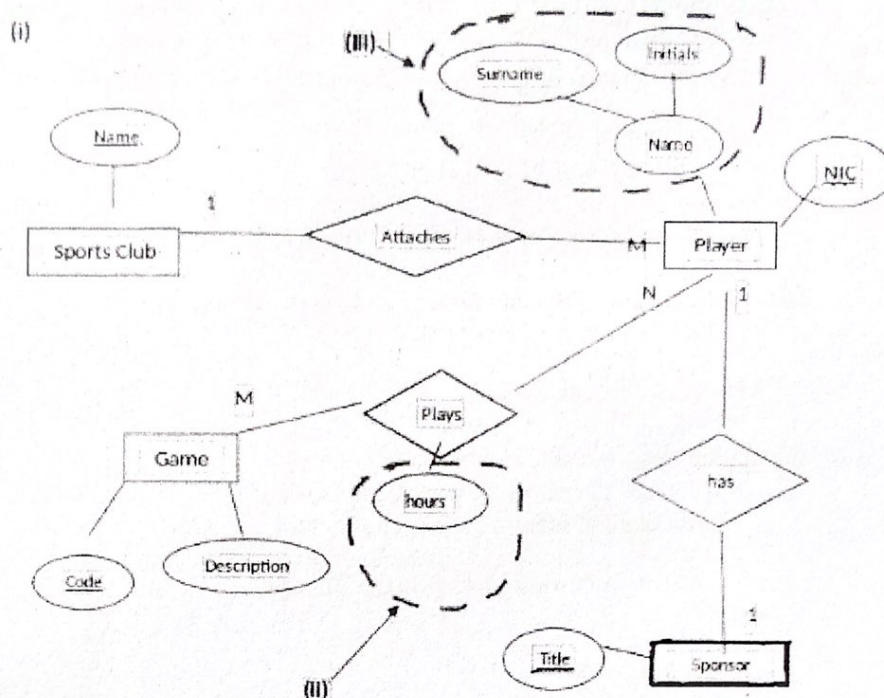 (i)
(III)
Initials
Surname
Name
Name
NIC
1
Sports Club
Attaches
M
Player
N
1
M
Plays
Game
has
hours
Code
Description
1
Title
Sponsor
(II)